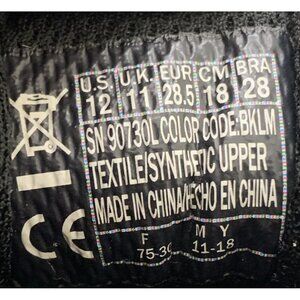 U.S. U.K. EUR CM BRA
12 11 28.5 18 28
SN:90730L COLOR CODE:BKLM
TEXTILE/SYNTHETIC UPPER
MADE IN CHINA/HECHO EN CHINA
F M Y
75-30 11-18
CE